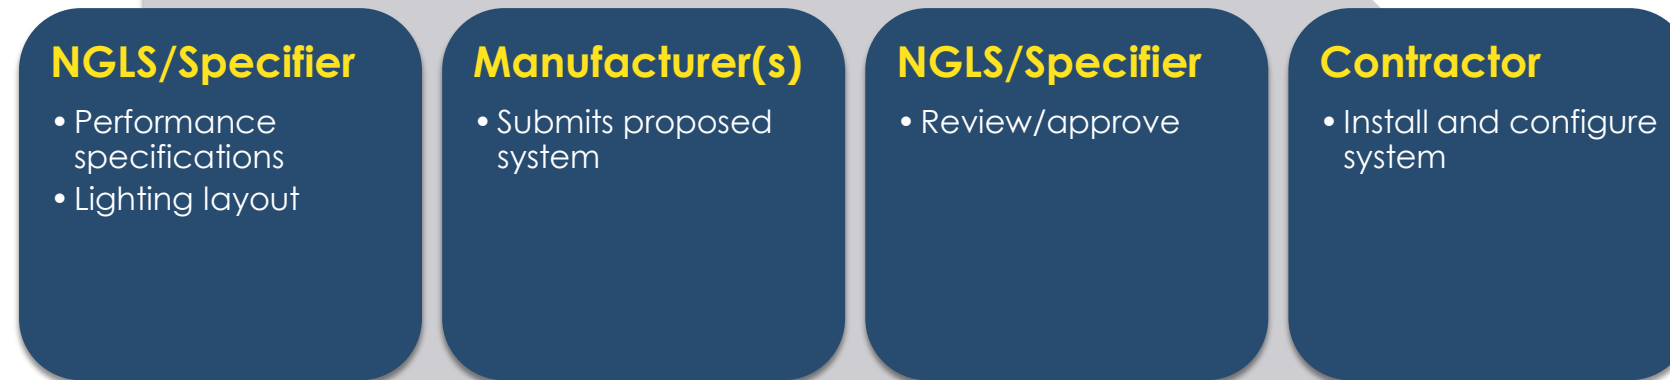 NGLS/Specifier
• Performance
specifications
• Lighting layout
Manufacturer(s)
• Submits proposed
system
NGLS/Specifier
• Review/approve
Contractor
• Install and configure
system